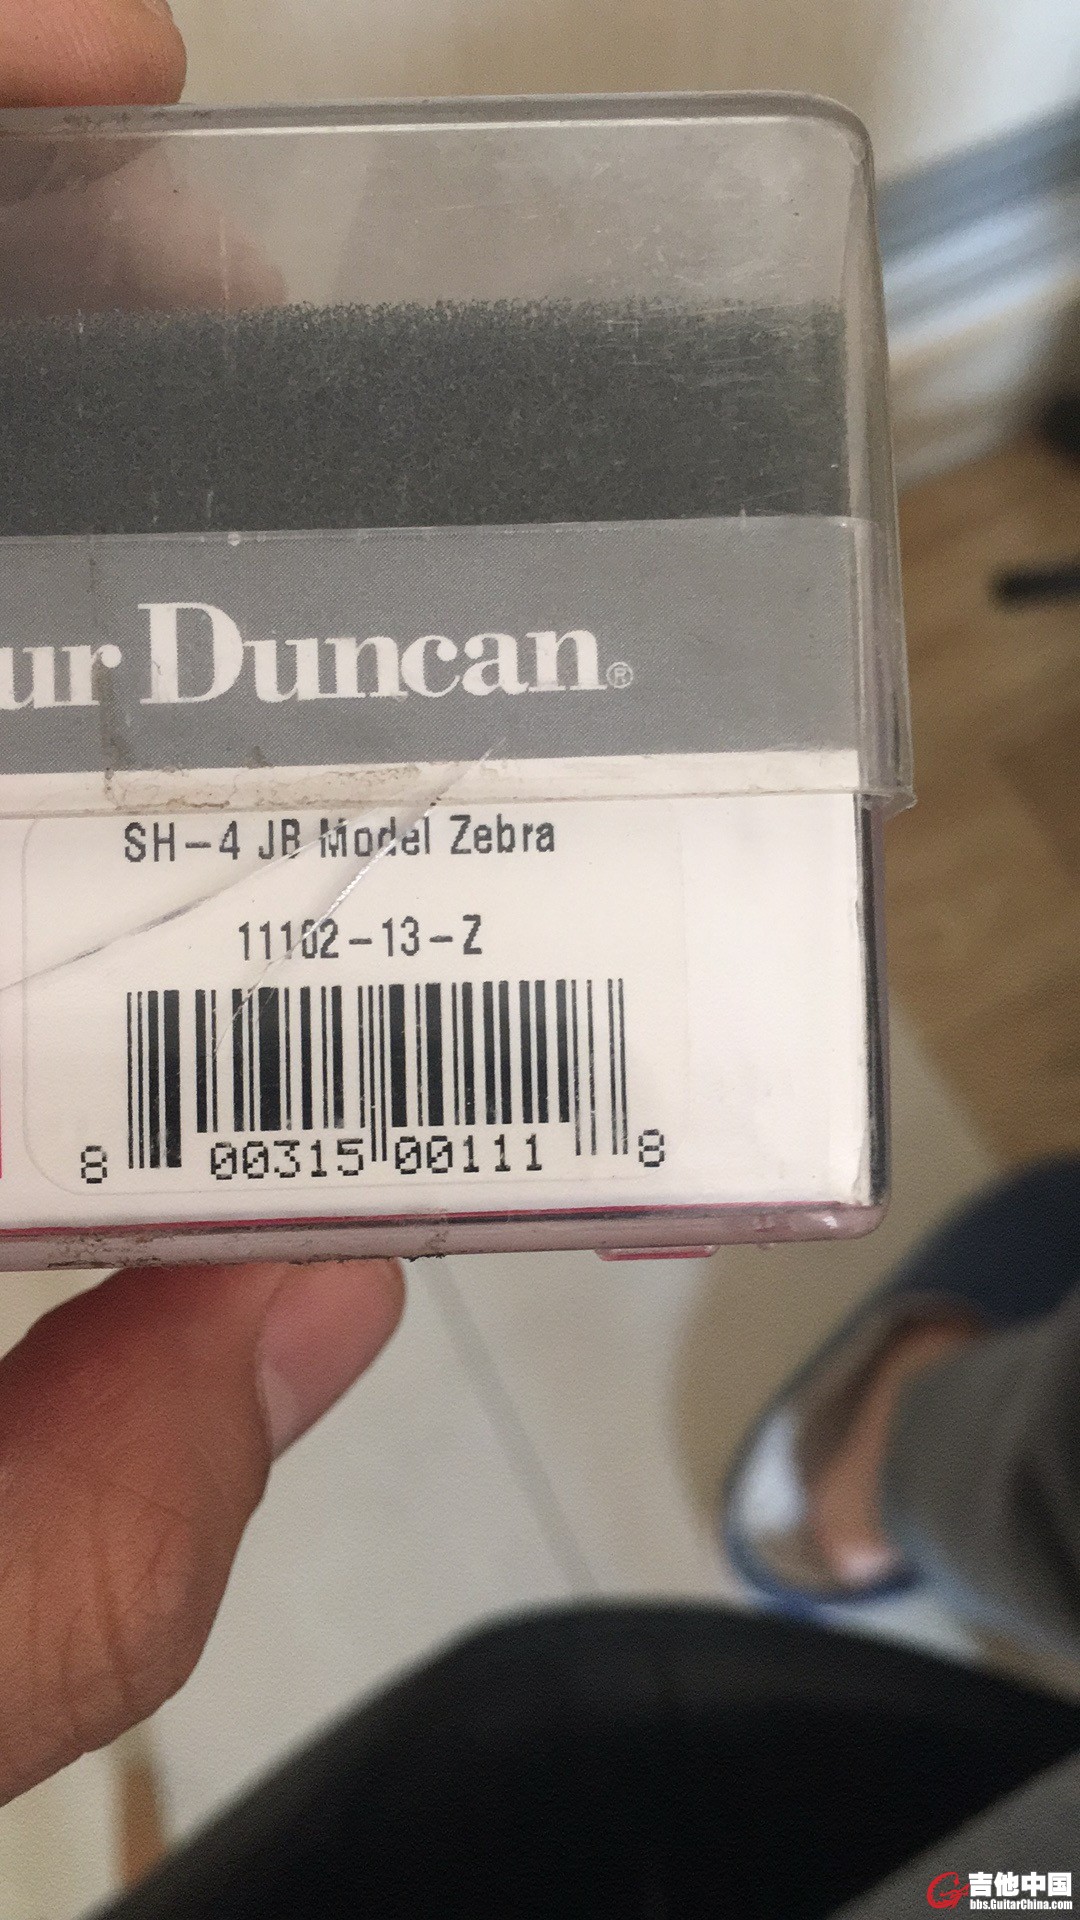 ur Duncan®
SH-4 JB Model Zebra
11102-13-Z
8 00315 00111 8
吉他中国
bbs.GuitarChina.com